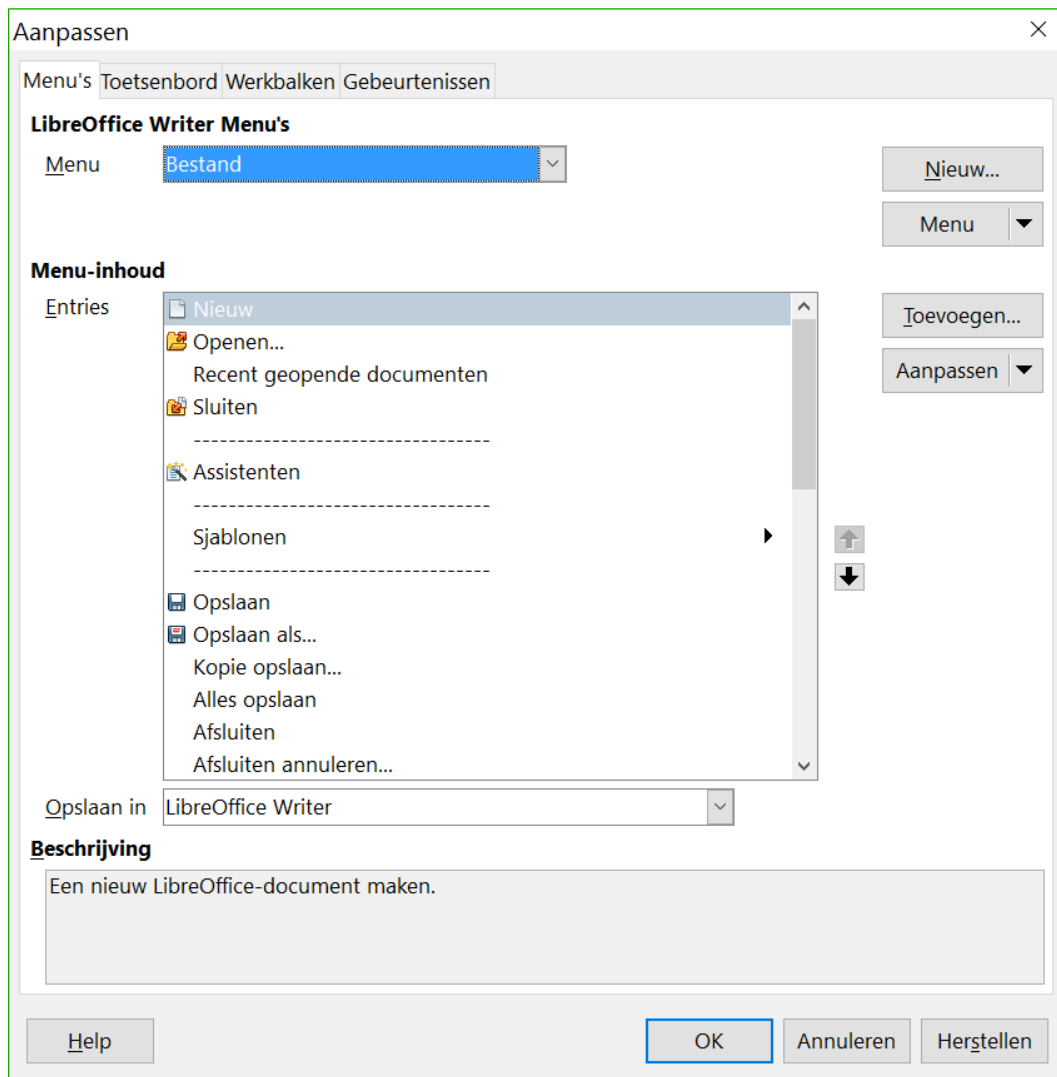 Aanpassen
Menu's Toetsenbord Werkbalken Gebeurtenissen
LibreOffice Writer Menu's
Menu Bestand
Nieuw...
Menu
Menu-inhoud
Entries
Nieuw
Toevoegen...
Openen...
Aanpassen
Recent geopende documenten
Sluiten
----------------------------------
Assistenten
----------------------------------
Sjablonen
----------------------------------
Opslaan
Opslaan als...
Kopie opslaan...
Alles opslaan
Afsluiten
Afsluiten annuleren...
Opslaan in LibreOffice Writer
Beschrijving
Een nieuw LibreOffice-document maken.
Help OK Annuleren Herstellen